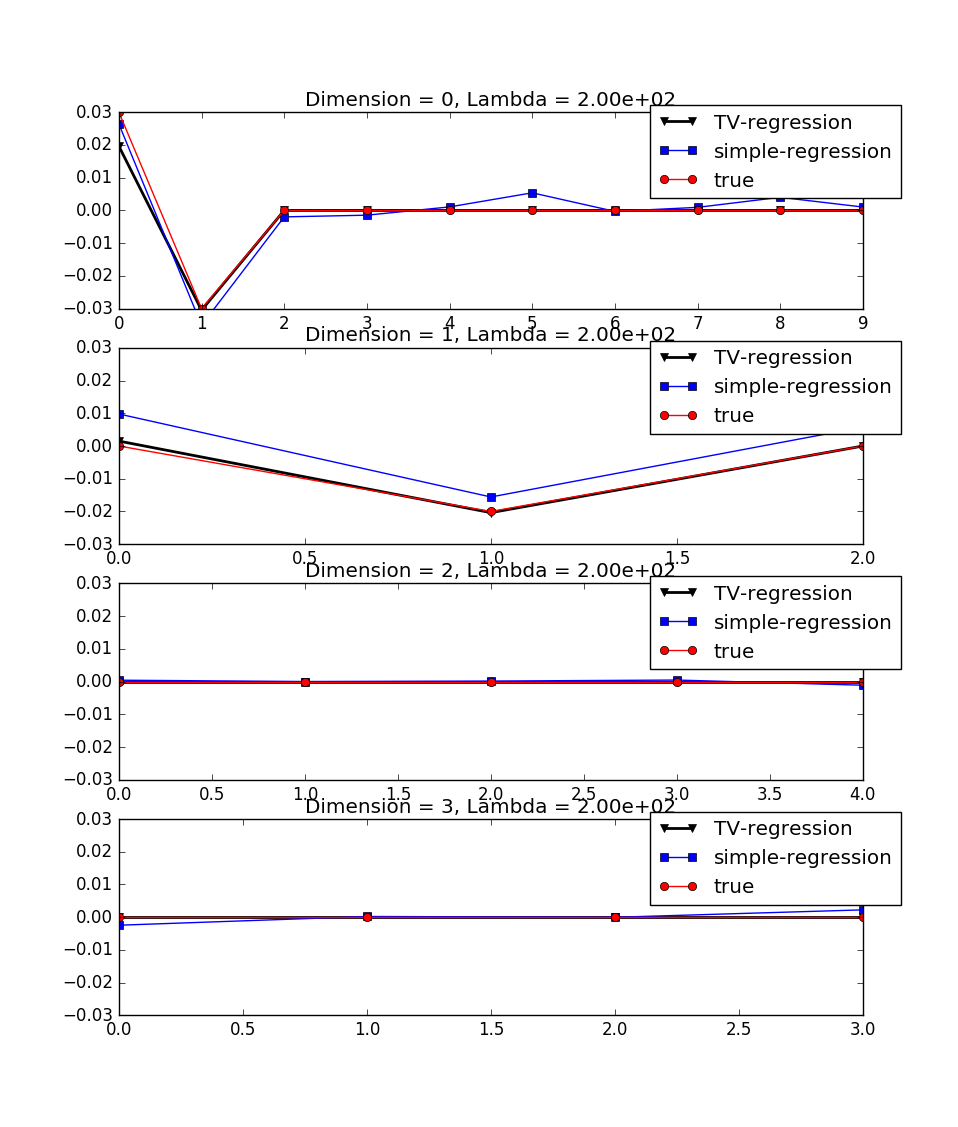 Dimension = 0, Lambda = 2.00e+02
0.03
0.02
0.01
0.00
−0.01
−0.02
−0.03
0 1 2 3 4 5 6 7 8 9
TV-regression
simple-regression
true
Dimension = 1, Lambda = 2.00e+02
0.03
0.02
0.01
0.00
−0.01
−0.02
−0.03
0.0 0.5 1.0 1.5 2.0
TV-regression
simple-regression
true
Dimension = 2, Lambda = 2.00e+02
0.03
0.02
0.01
0.00
−0.01
−0.02
−0.03
0.0 0.5 1.0 1.5 2.0 2.5 3.0 3.5 4.0
TV-regression
simple-regression
true
Dimension = 3, Lambda = 2.00e+02
0.03
0.02
0.01
0.00
−0.01
−0.02
−0.03
0.0 0.5 1.0 1.5 2.0 2.5 3.0
TV-regression
simple-regression
true